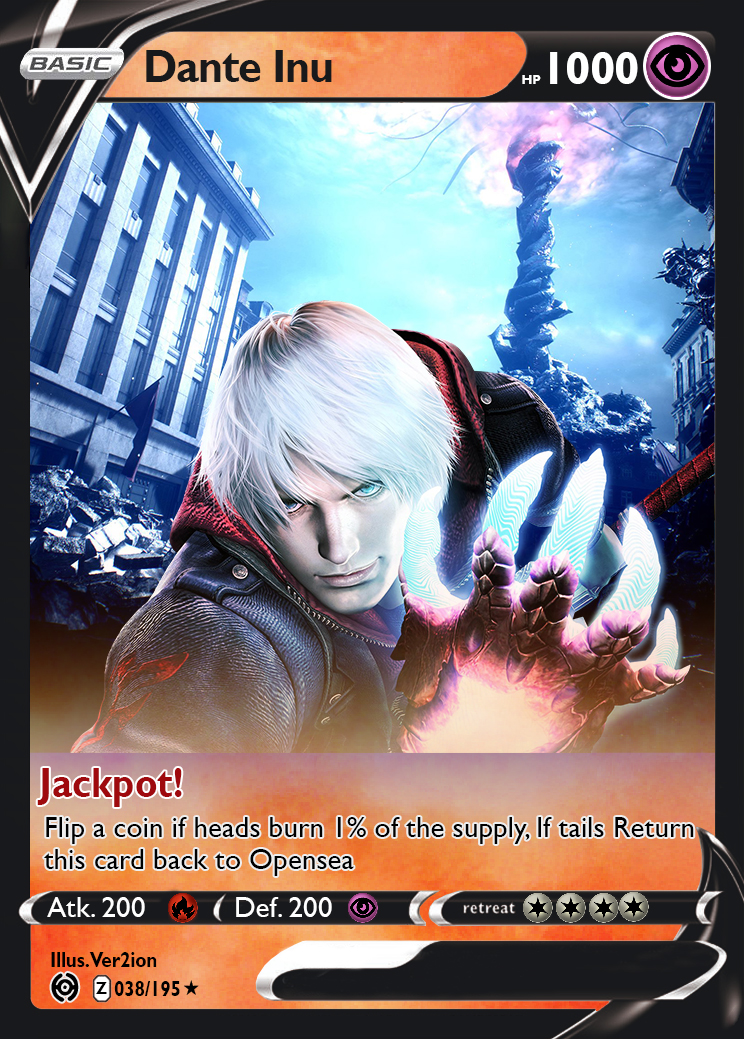 BASIC Dante Inu HP 1000
Jackpot!
Flip a coin if heads burn 1% of the supply, If tails Return
this card back to Opensea
Atk. 200 Def. 200 retreat
Illus.Ver2ion
Z 038/195 ★